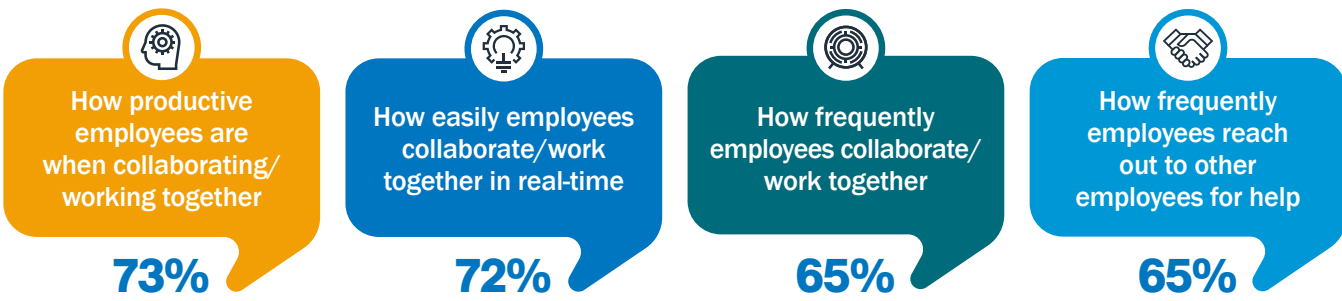 How productive
employees are
when collaborating/
working together
73%
How easily employees
collaborate/work
together in real-time
72%
How frequently
employees collaborate/
work together
65%
How frequently
employees reach
out to other
employees for help
65%